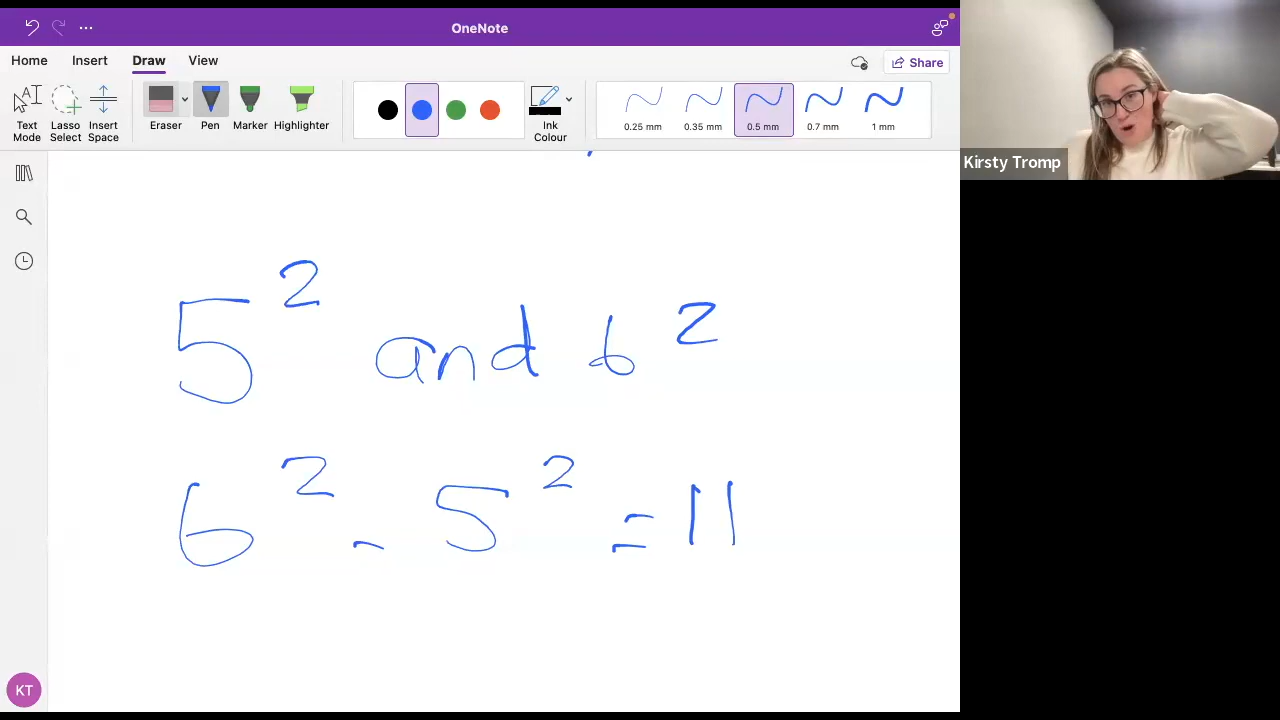 OneNote
Home Insert Draw View Share
Text Mode Lasso Select Insert Space Eraser Pen Marker Highlighter Ink Colour 0.25 mm 0.35 mm 0.5 mm 0.7 mm 1 mm
Kirsty Tromp
5² and 6²
6² - 5² = 11
KT